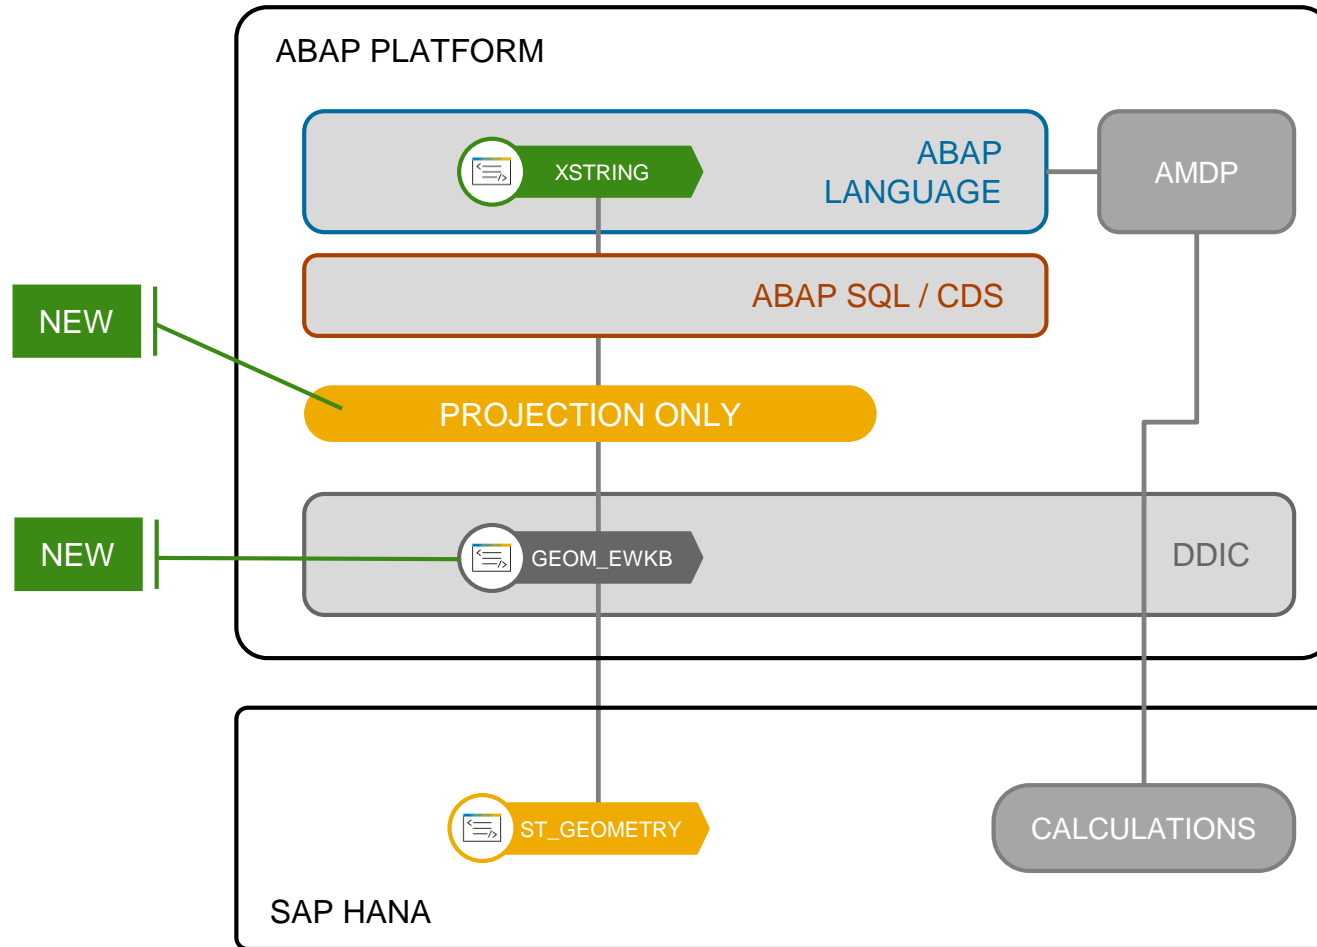 ABAP PLATFORM
XSTRING
ABAP
LANGUAGE
AMDP
ABAP SQL / CDS
NEW
PROJECTION ONLY
NEW
GEOM_EWKB
DDIC
ST_GEOMETRY
CALCULATIONS
SAP HANA